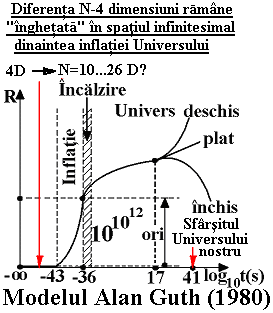 Diferența N-4 dimensiuni rămâne
"înghețată" în spațiul infinitesimal
dinaintea inflației Universului
4D → N=10...26 D?
R
Încălzire
Univers deschis
plat
Inflație
închis
10^10^12 ori
Sfârșitul
Universului
nostru
-oo -43 -36 17 41 log10t(s)
Modelul Alan Guth (1980)